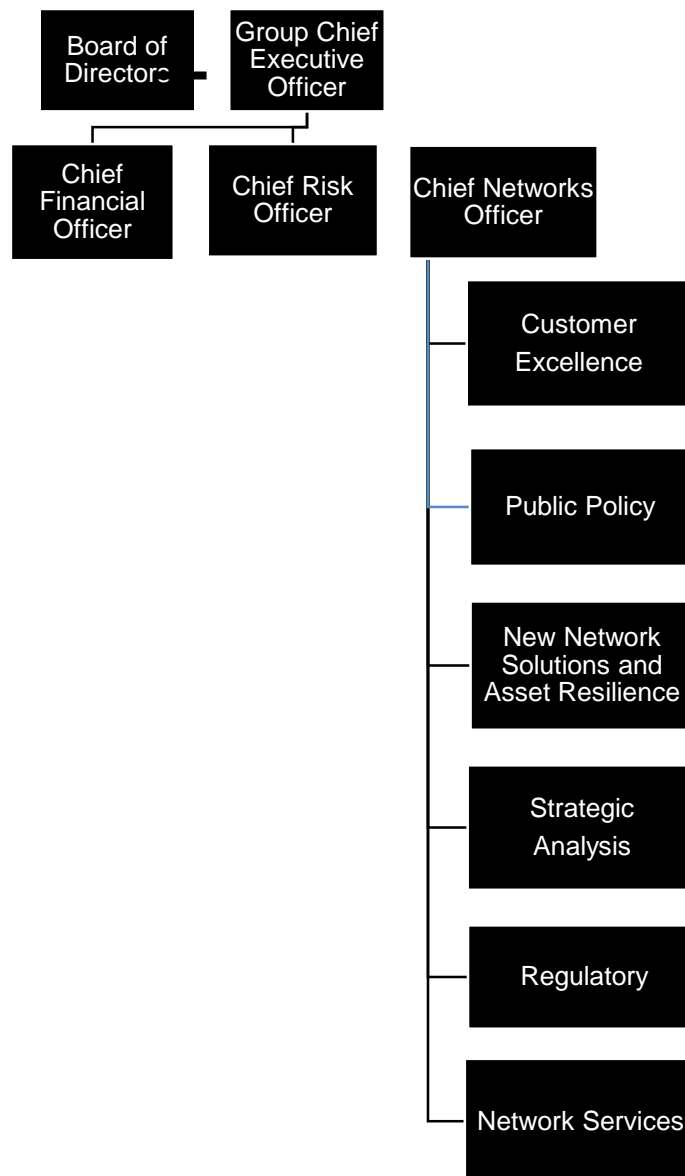 Board of
Directors
Group Chief
Executive
Officer
Chief
Financial
Officer
Chief Risk
Officer
Chief Networks
Officer
Customer
Excellence
Public Policy
New Network
Solutions and
Asset Resilience
Strategic
Analysis
Regulatory
Network Services